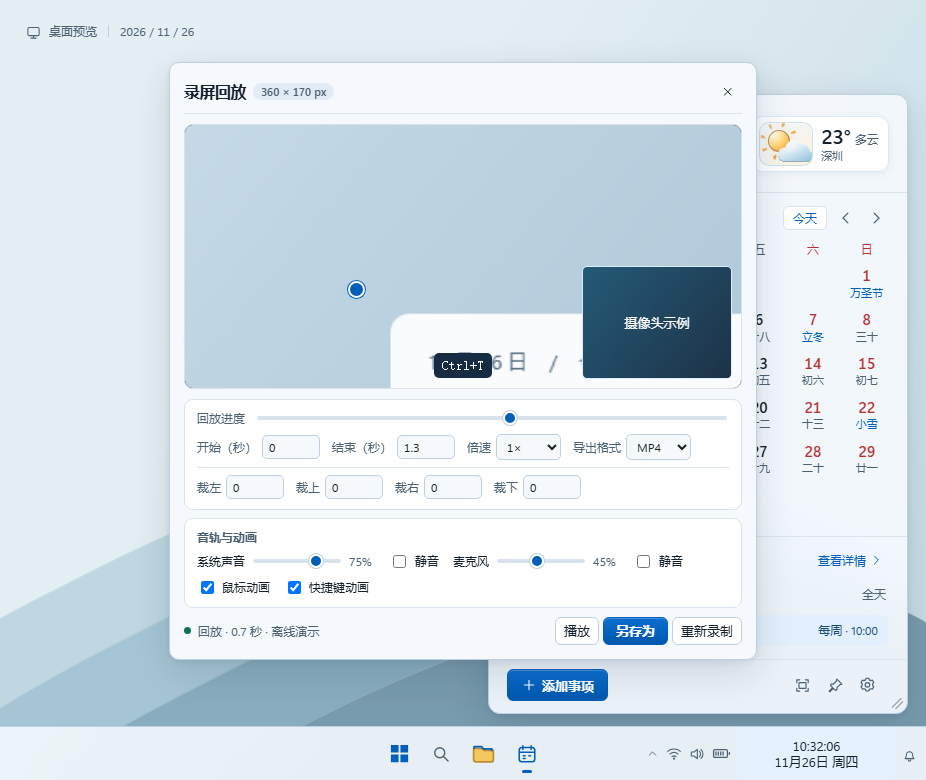 桌面预览 2026 / 11 / 26
录屏回放 360 × 170 px
23° 多云
深圳
今天
五 六 日
1
万圣节
6 7 8
立冬 三十
13 14 15
初五 初六 初七
20 21 22
十三 小雪
27 28 29
二十 廿一
摄像头示例
6日 /
Ctrl+T
回放进度
开始（秒） 0 结束（秒） 1.3 倍速 1× 导出格式 MP4
裁左 0 裁上 0 裁右 0 裁下 0
音轨与动画
系统声音 75% 静音 麦克风 45% 静音
鼠标动画 快捷键动画
回放 · 0.7 秒 · 离线演示
播放 另存为 重新录制
查看详情
全天
每周 · 10:00
添加事项
10:32:06
11月26日 周四